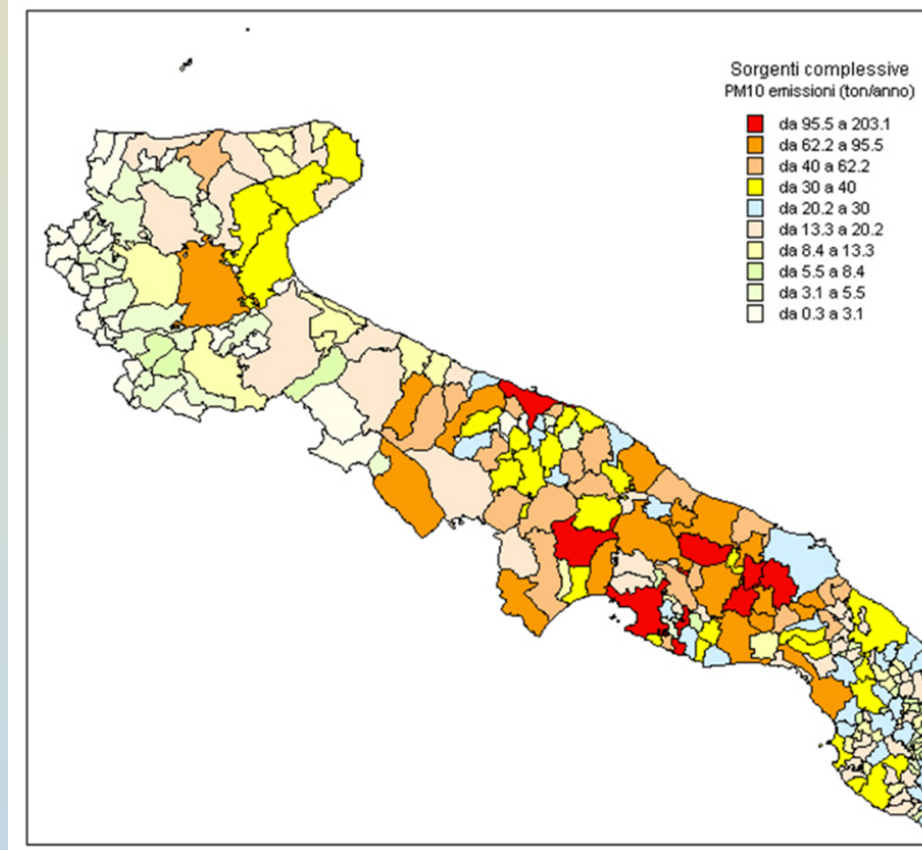 Sorgenti complessive
PM10 emissioni (ton/anno)
da 95.5 a 203.1
da 62.2 a 95.5
da 40 a 62.2
da 30 a 40
da 20.2 a 30
da 13.3 a 20.2
da 8.4 a 13.3
da 5.5 a 8.4
da 3.1 a 5.5
da 0.3 a 3.1